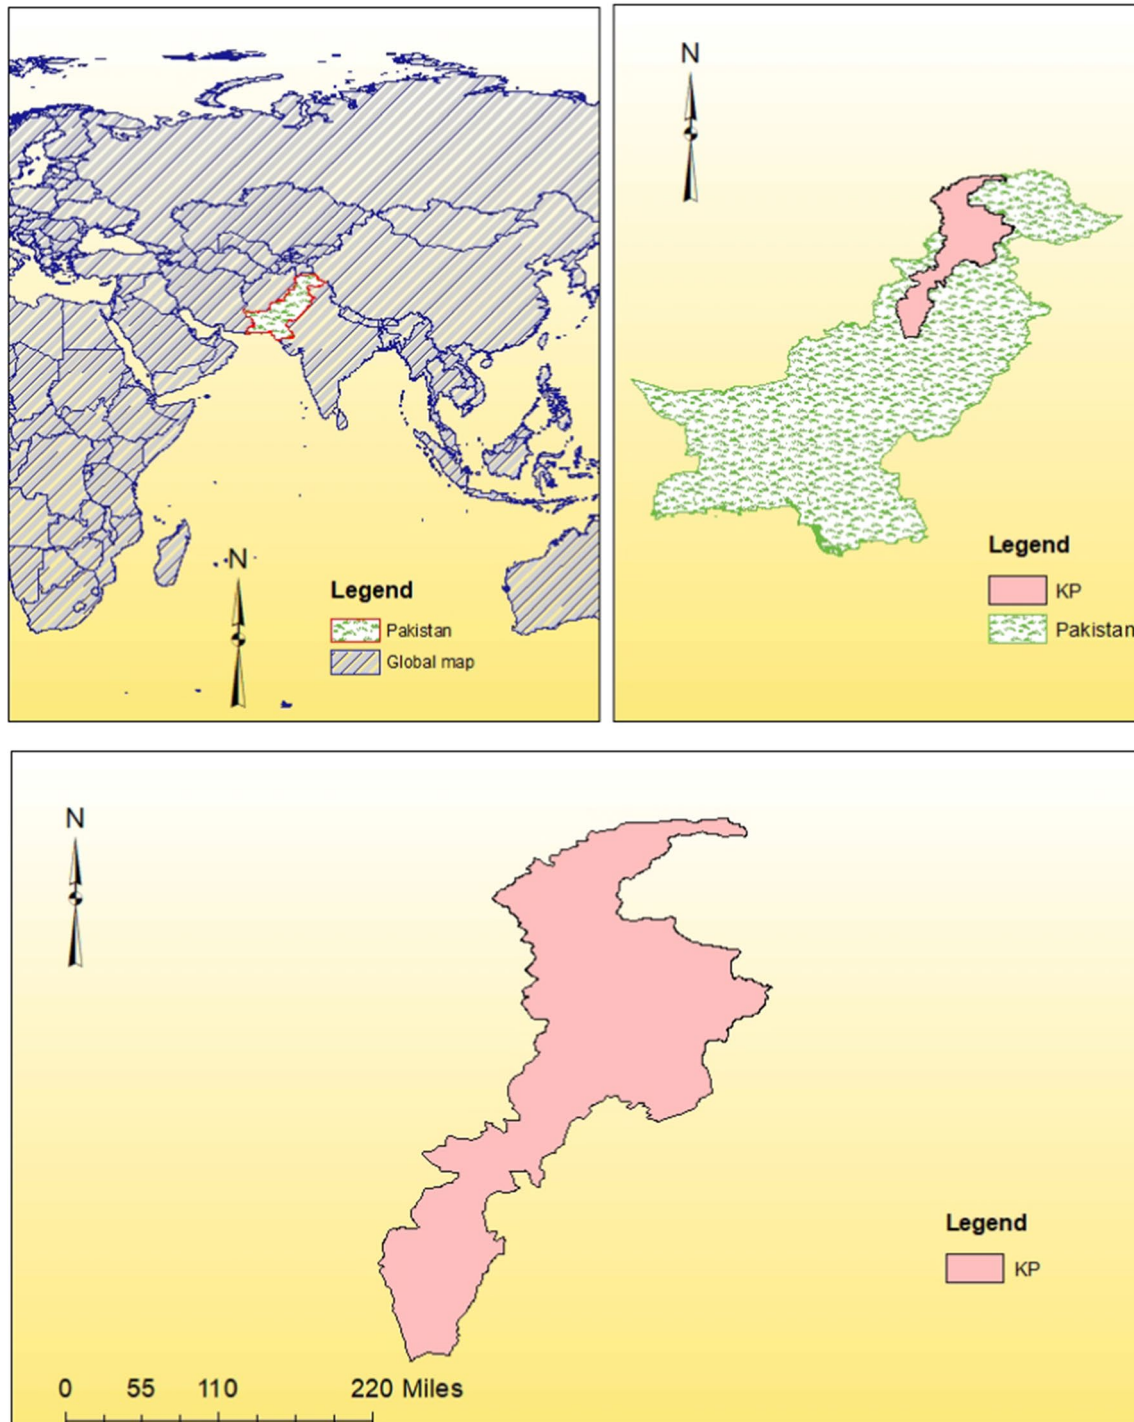 N
Legend
Pakistan
Global map
N
Legend
KP
Pakistan
N
Legend
KP
0 55 110 220 Miles